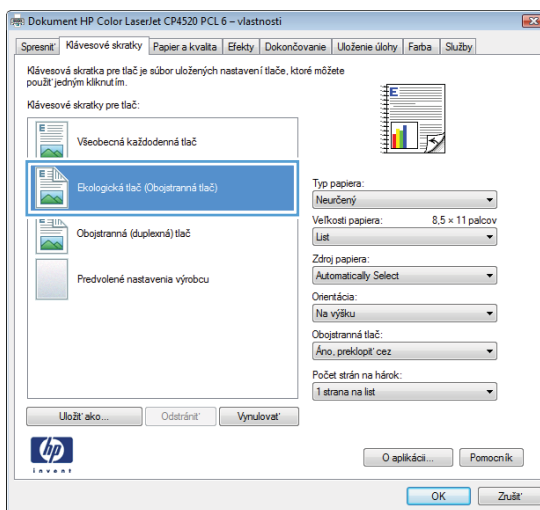 Dokument HP Color LaserJet CP4520 PCL 6 – vlastnosti
Spresniť Klávesové skratky Papier a kvalita Efekty Dokončovanie Uloženie úlohy Farba Služby
Klávesová skratka pre tlač je súbor uložených nastavení tlače, ktoré môžete
použiť jedným kliknutím.
Klávesové skratky pre tlač:
Všeobecná každodenná tlač
Ekologická tlač (Obojstranná tlač)
Obojstranná (duplexná) tlač
Predvolené nastavenia výrobcu
Uložiť ako... Odstrániť Vynulovať
E
Typ papiera:
Neurčený
Veľkosti papiera: 8,5 × 11 palcov
List
Zdroj papiera:
Automatically Select
Orientácia:
Na výšku
Obojstranná tlač:
Áno, preklopiť cez
Počet strán na hárok:
1 strana na list
hp
invent
O aplikácii... Pomocník
OK Zrušiť